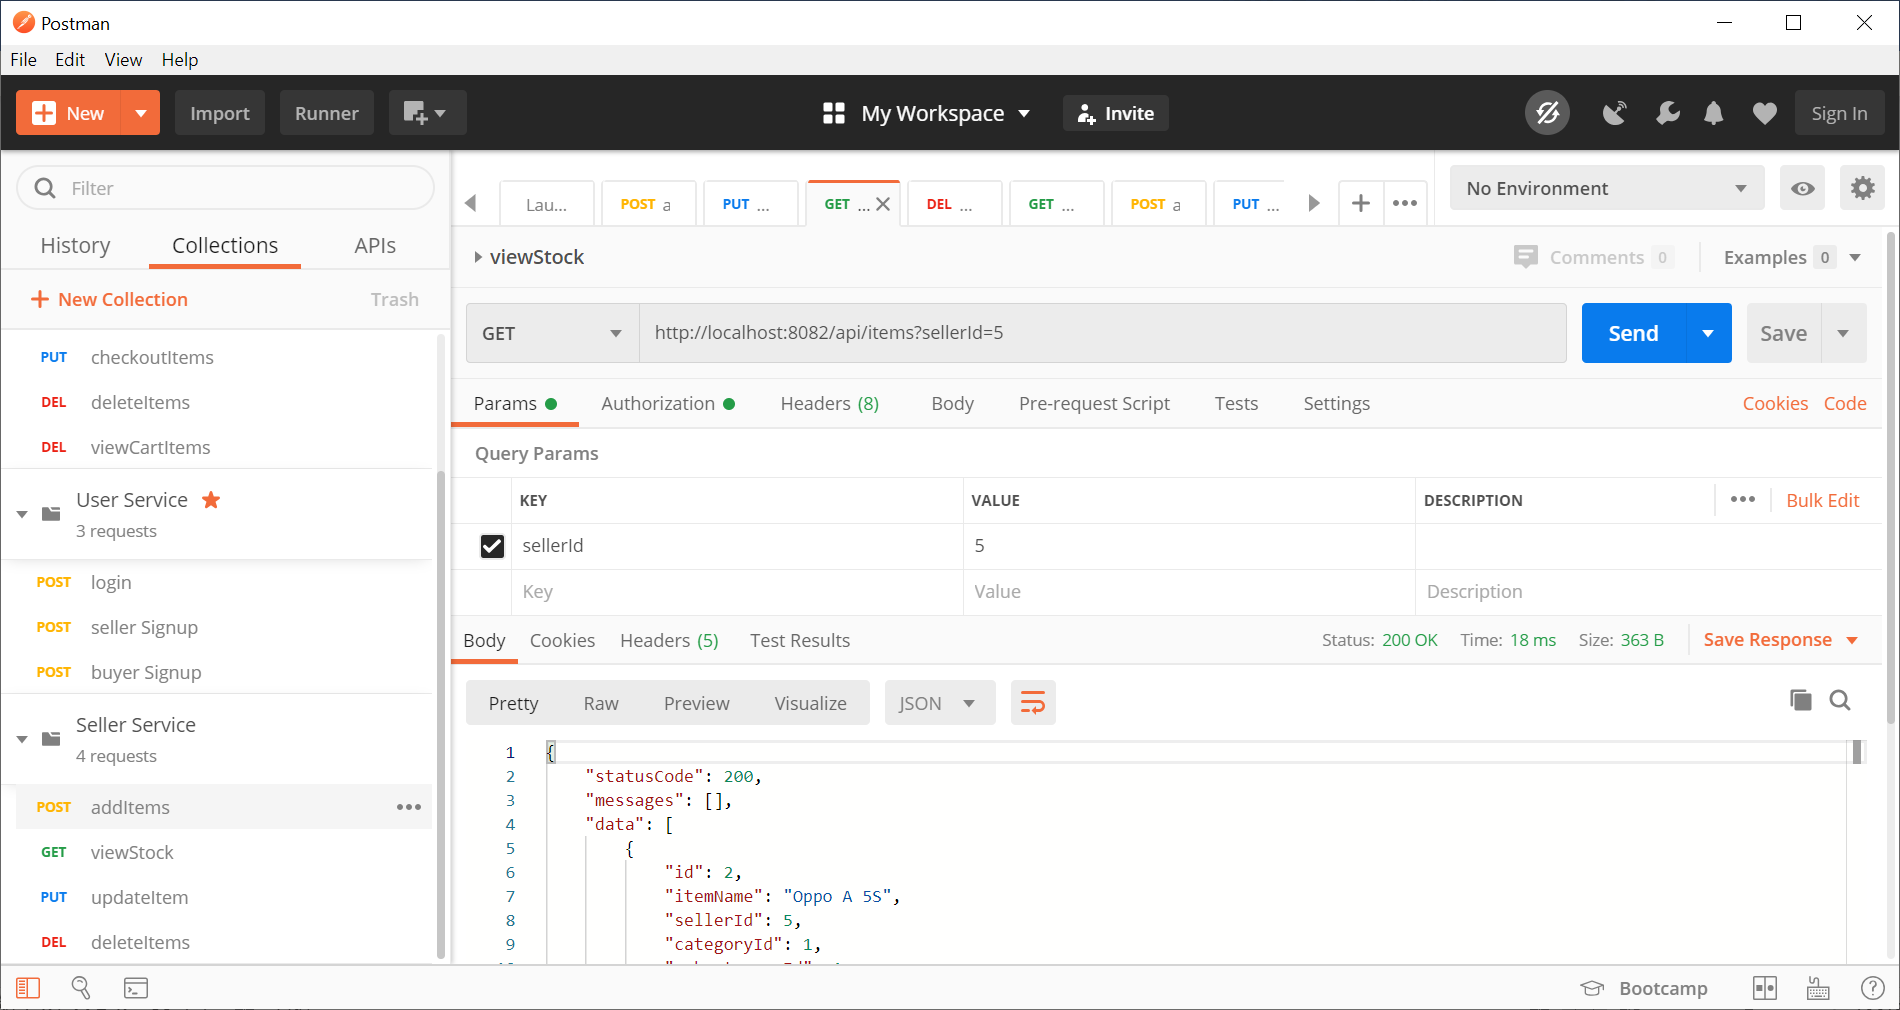 Postman
File Edit View Help
New Import Runner My Workspace Invite Sign In
Filter
History Collections APIs
New Collection Trash
PUT checkoutItems
DEL deleteItems
DEL viewCartItems
User Service
3 requests
POST login
POST seller Signup
POST buyer Signup
Seller Service
4 requests
POST addItems
GET viewStock
PUT updateItem
DEL deleteItems
Lau... POST a PUT ... GET ... DEL ... GET ... POST a PUT ...
No Environment
viewStock
Comments 0 Examples 0
GET http://localhost:8082/api/items?sellerId=5 Send Save
Params Authorization Headers (8) Body Pre-request Script Tests Settings Cookies Code
Query Params
KEY VALUE DESCRIPTION ••• Bulk Edit
sellerId 5
Key Value Description
Body Cookies Headers (5) Test Results Status: 200 OK Time: 18 ms Size: 363 B Save Response
Pretty Raw Preview Visualize JSON
1 {
2 "statusCode": 200,
3 "messages": [],
4 "data": [
5 {
6 "id": 2,
7 "itemName": "Oppo A 5S",
8 "sellerId": 5,
9 "categoryId": 1,
Bootcamp